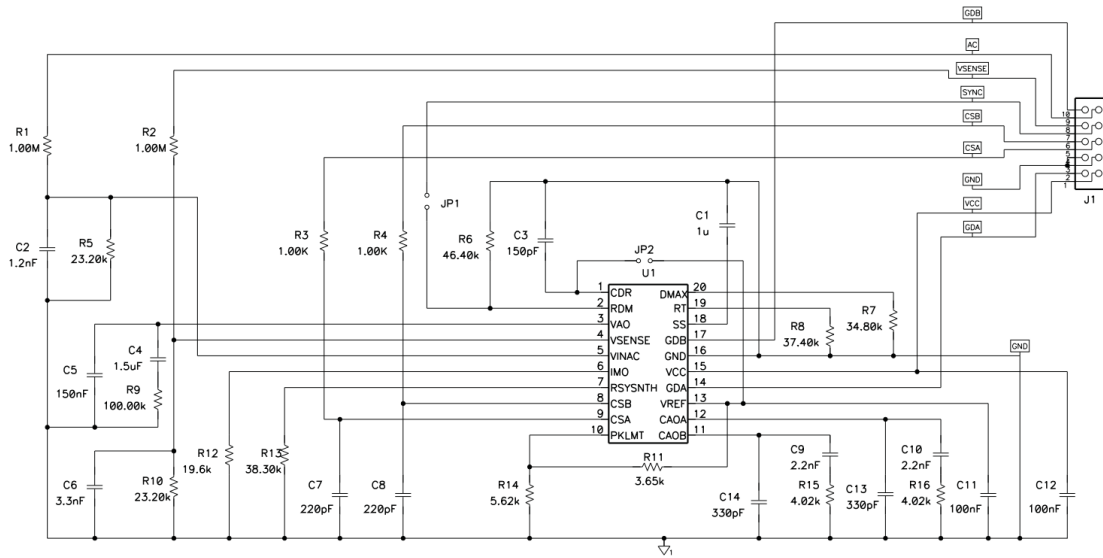 GDB
AC
VSENSE
SYNC
CSB
CSA
GND
VCC
GDA
10
9
8
7
6
5
4
3
2
1
J1
R1
1.00M
R2
1.00M
JP1
C2
1.2nF
R5
23.20k
R3
1.00K
R4
1.00K
R6
46.40k
C3
150pF
C1
1u
JP2
U1
1 CDR DMAX 20
2 RDM RT 19
3 VAO SS 18
4 VSENSE GDB 17
5 VINAC GND 16
6 IMO VCC 15
7 RSYSNTH GDA 14
8 CSB VREF 13
9 CSA CAOA 12
10 PKLMT CAOB 11
R8
37.40k
R7
34.80k
GND
C5
150nF
C4
1.5uF
R9
100.00k
R12
19.6k
R13
38.30k
C6
3.3nF
R10
23.20k
C7
220pF
C8
220pF
R14
5.62k
R11
3.65k
C14
330pF
C9
2.2nF
R15
4.02k
C13
330pF
C10
2.2nF
R16
4.02k
C11
100nF
C12
100nF
1